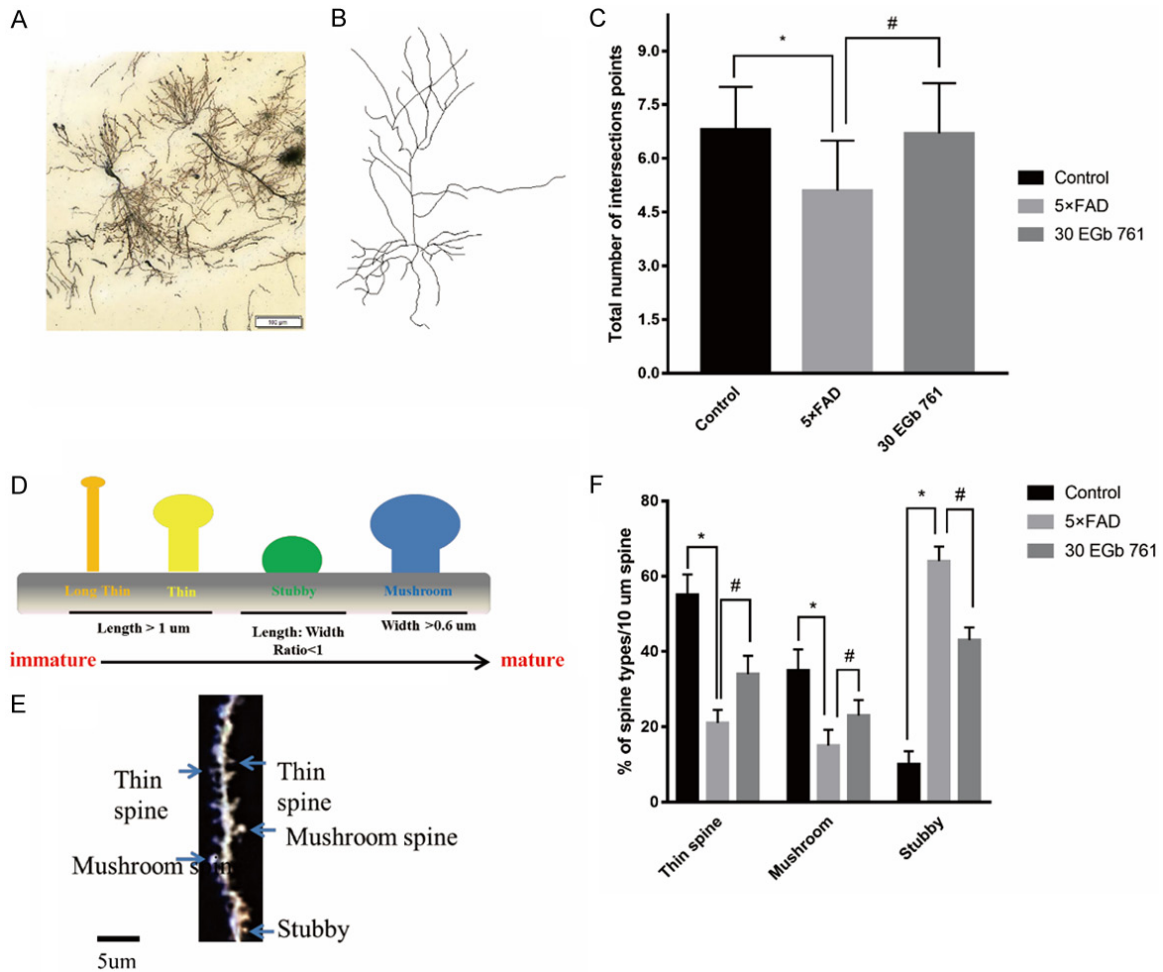 A
B
100 µm
C
Total number of intersections points
9.0
7.5
6.0
4.5
3.0
1.5
0.0
*
#
Control
5×FAD
30 EGb 761
Control
5×FAD
30 EGb 761
D
Long Thin
Thin
Stubby
Mushroom
Length > 1 um
Length: Width
Ratio<1
Width >0.6 um
immature
mature
E
Thin
spine
Thin
spine
Mushroom spine
Mushroom spine
Stubby
5um
F
% of spine types/10 um spine
80
60
40
20
0
*
#
*
#
*
#
Thin spine
Mushroom
Stubby
Control
5×FAD
30 EGb 761